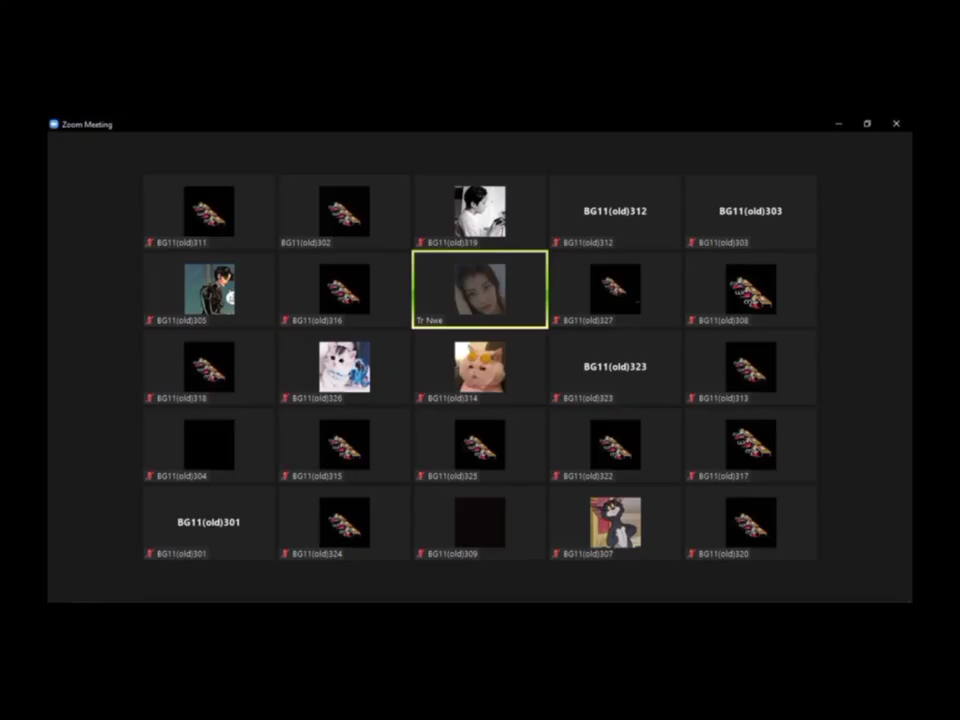 Zoom Meeting
BG11(old)311
BG11(old)302
BG11(old)319
BG11(old)312
BG11(old)312
BG11(old)303
BG11(old)303
BG11(old)305
BG11(old)316
Tr Nwe
BG11(old)327
BG11(old)308
BG11(old)318
BG11(old)326
BG11(old)314
BG11(old)323
BG11(old)323
BG11(old)313
BG11(old)304
BG11(old)315
BG11(old)325
BG11(old)322
BG11(old)317
BG11(old)301
BG11(old)301
BG11(old)324
BG11(old)309
BG11(old)307
BG11(old)320